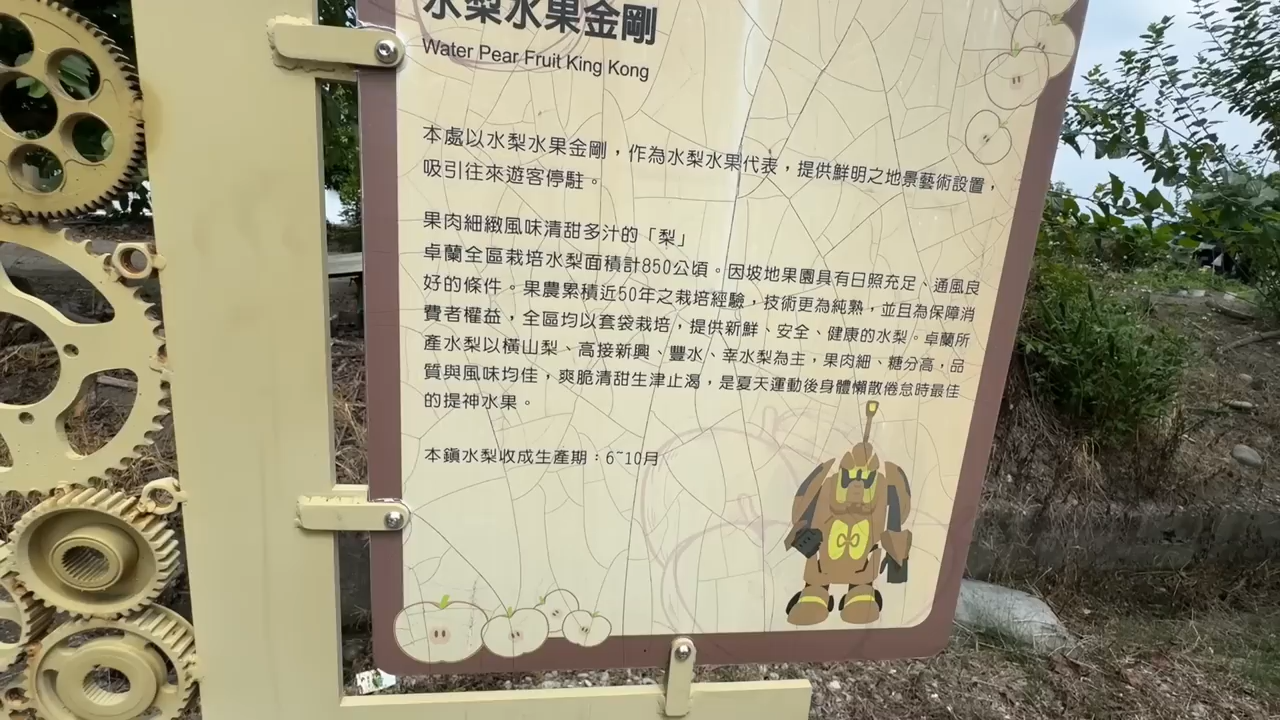 水梨水果金剛
Water Pear Fruit King Kong
本處以水梨水果金剛，作為水梨水果代表，提供鮮明之地景藝術設置，
吸引往來遊客停駐。
果肉細緻風味清甜多汁的「梨」
卓蘭全區栽培水梨面積計850公頃。因坡地果園具有日照充足、通風良
好的條件。果農累積近50年之栽培經驗，技術更為純熟，並且為保障消
費者權益，全區均以套袋栽培，提供新鮮、安全、健康的水梨。卓蘭所
產水梨以橫山梨、高接新興、豐水、幸水梨為主，果肉細、糖分高，品
質與風味均佳，爽脆清甜生津止渴，是夏天運動後身體懶散倦怠時最佳
的提神水果。
本鎮水梨收成生產期：6~10月